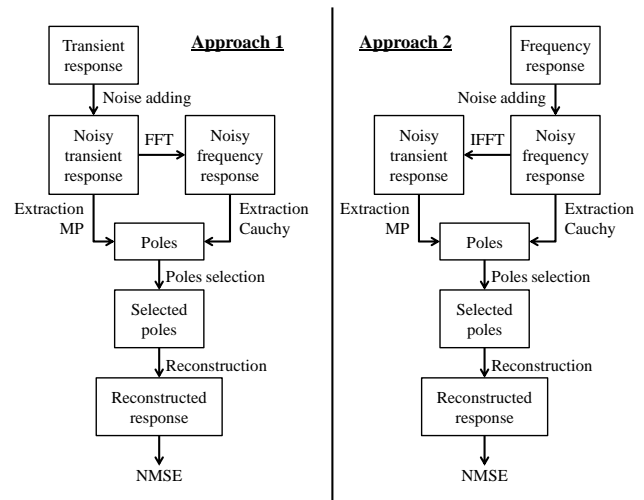 Approach 1
Transient
response
Noise adding
Noisy
transient
response
FFT
Noisy
frequency
response
Extraction
MP
Extraction
Cauchy
Poles
Poles selection
Selected
poles
Reconstruction
Reconstructed
response
NMSE
Approach 2
Frequency
response
Noise adding
Noisy
transient
response
IFFT
Noisy
frequency
response
Extraction
MP
Extraction
Cauchy
Poles
Poles selection
Selected
poles
Reconstruction
Reconstructed
response
NMSE